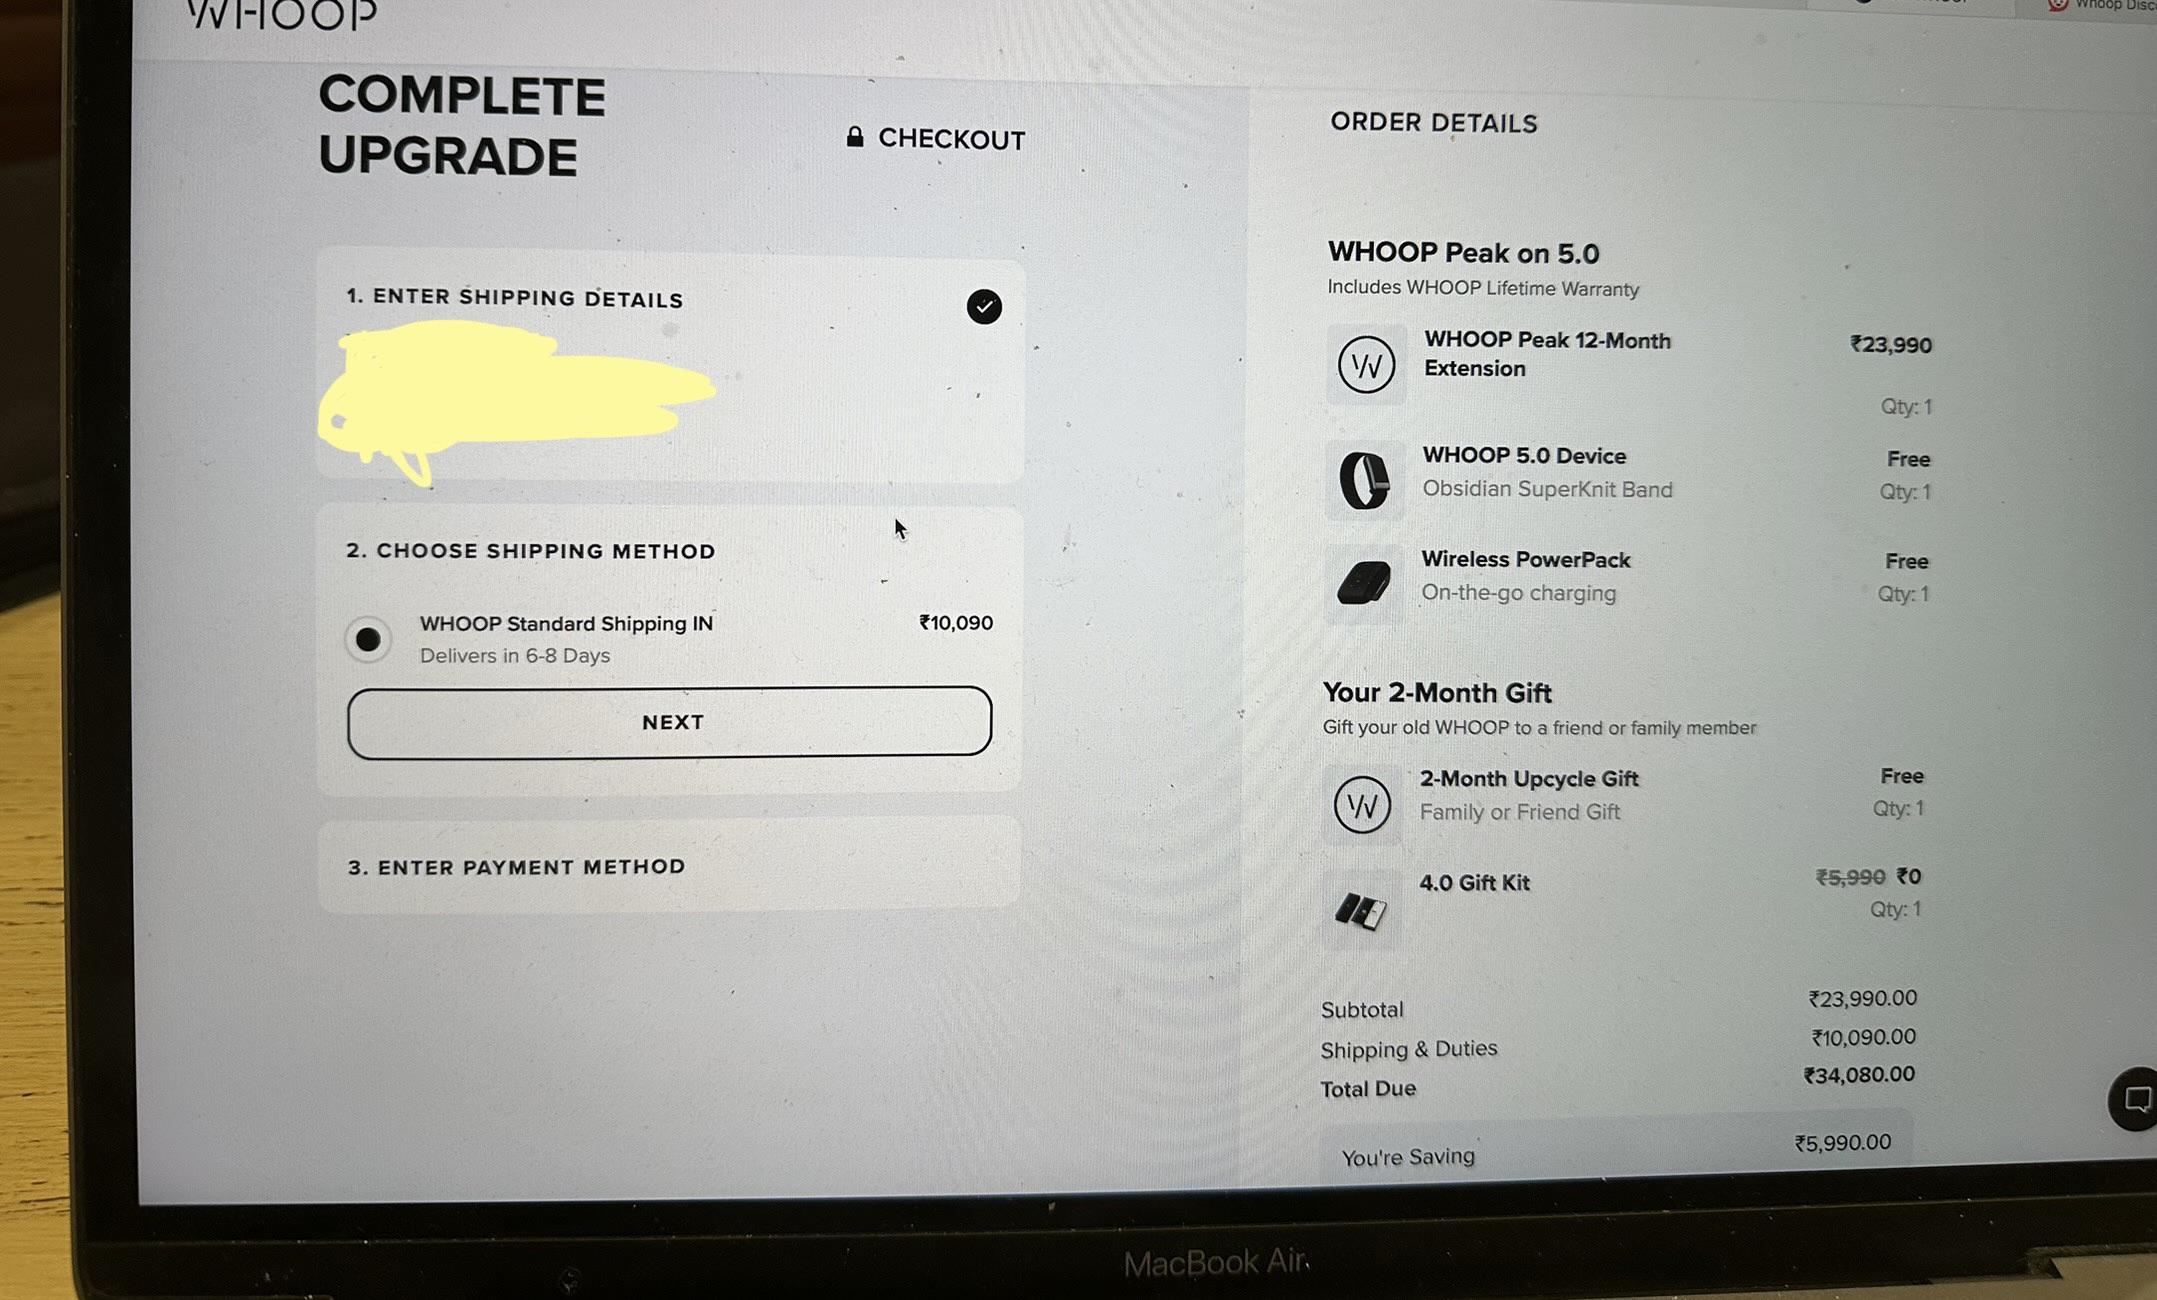 WHOOP
Whoop Disc
COMPLETE
UPGRADE
CHECKOUT
1. ENTER SHIPPING DETAILS
2. CHOOSE SHIPPING METHOD
WHOOP Standard Shipping IN ₹10,090
Delivers in 6-8 Days
NEXT
3. ENTER PAYMENT METHOD
ORDER DETAILS
WHOOP Peak on 5.0
Includes WHOOP Lifetime Warranty
WHOOP Peak 12-Month ₹23,990
Extension
Qty: 1
WHOOP 5.0 Device Free
Obsidian SuperKnit Band Qty: 1
Wireless PowerPack Free
On-the-go charging Qty: 1
Your 2-Month Gift
Gift your old WHOOP to a friend or family member
2-Month Upcycle Gift Free
Family or Friend Gift Qty: 1
4.0 Gift Kit ₹5,990 ₹0
Qty: 1
Subtotal ₹23,990.00
Shipping & Duties ₹10,090.00
Total Due ₹34,080.00
You're Saving ₹5,990.00
MacBook Air